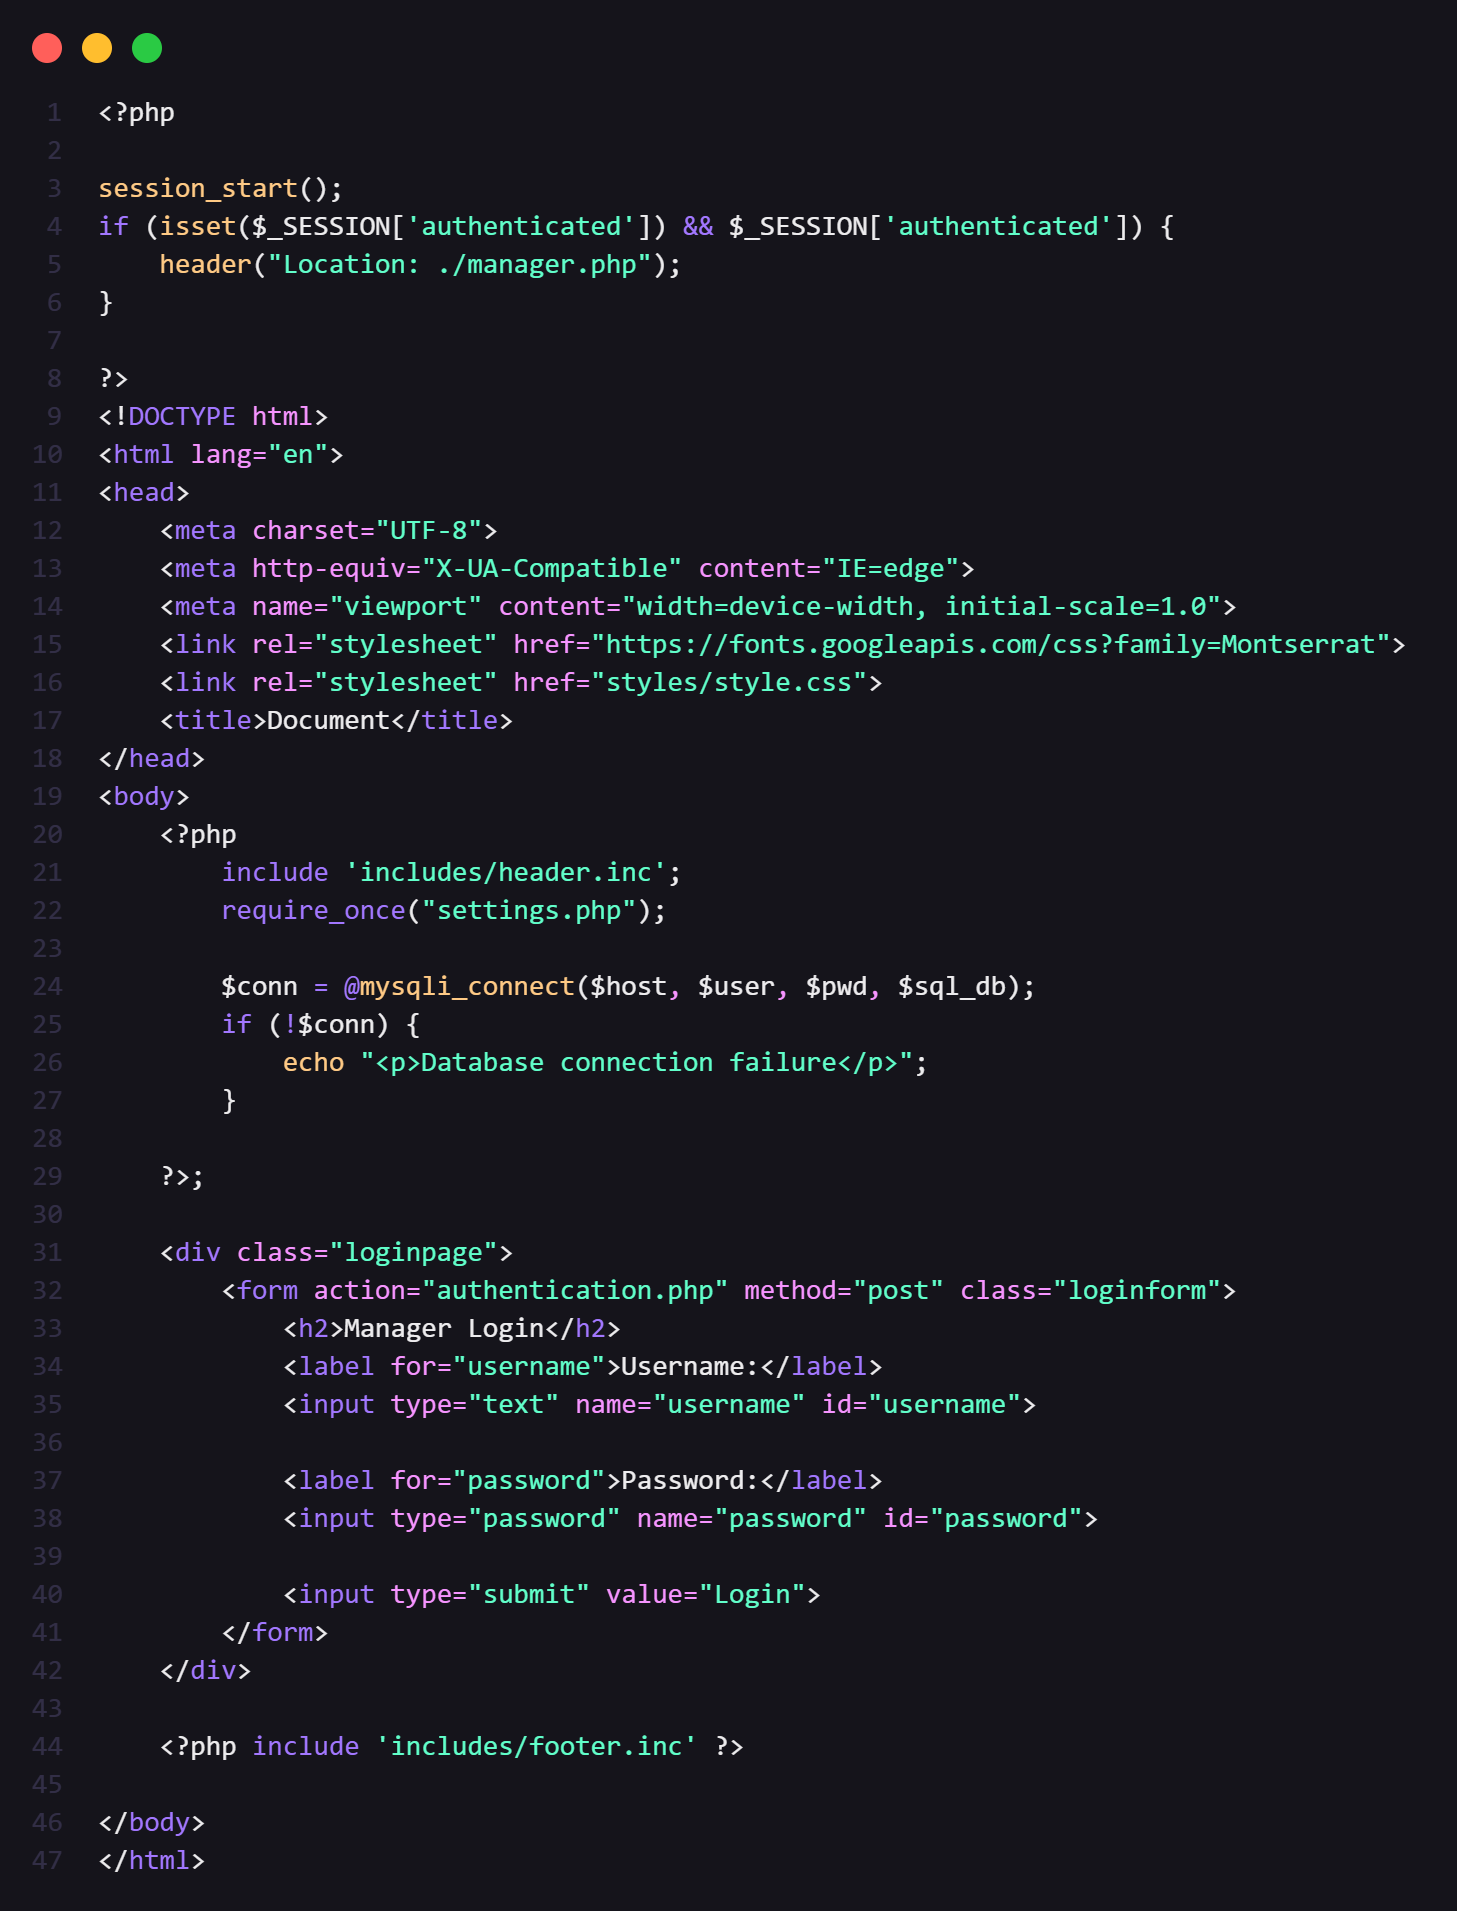 1 <?php
2
3 session_start();
4 if (isset($_SESSION['authenticated']) && $_SESSION['authenticated']) {
5     header("Location: ./manager.php");
6 }
7
8 ?>
9 <!DOCTYPE html>
10 <html lang="en">
11 <head>
12     <meta charset="UTF-8">
13     <meta http-equiv="X-UA-Compatible" content="IE=edge">
14     <meta name="viewport" content="width=device-width, initial-scale=1.0">
15     <link rel="stylesheet" href="https://fonts.googleapis.com/css?family=Montserrat">
16     <link rel="stylesheet" href="styles/style.css">
17     <title>Document</title>
18 </head>
19 <body>
20     <?php
21         include 'includes/header.inc';
22         require_once("settings.php");
23
24         $conn = @mysqli_connect($host, $user, $pwd, $sql_db);
25         if (!$conn) {
26             echo "<p>Database connection failure</p>";
27         }
28
29     ?>;
30
31     <div class="loginpage">
32         <form action="authentication.php" method="post" class="loginform">
33             <h2>Manager Login</h2>
34             <label for="username">Username:</label>
35             <input type="text" name="username" id="username">
36
37             <label for="password">Password:</label>
38             <input type="password" name="password" id="password">
39
40             <input type="submit" value="Login">
41         </form>
42     </div>
43
44     <?php include 'includes/footer.inc' ?>
45
46 </body>
47 </html>